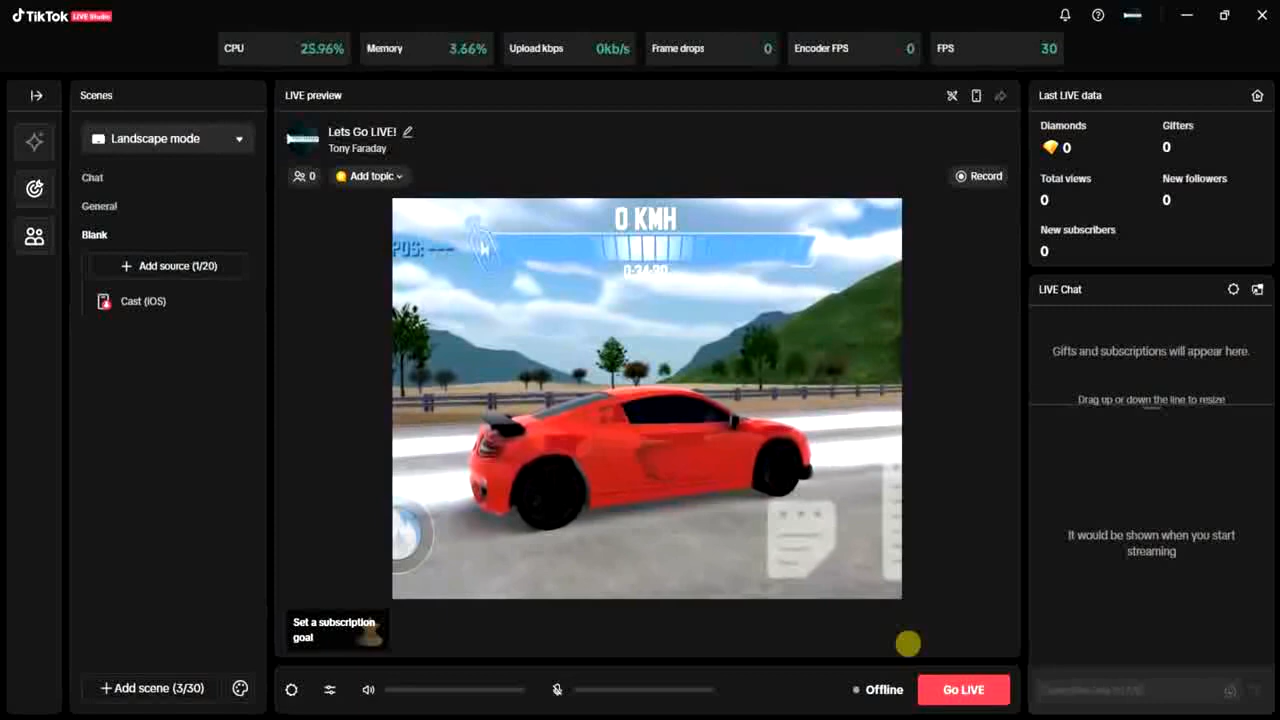 TikTok LIVE Studio
CPU 25.96%
Memory 3.66%
Upload kbps 0kb/s
Frame drops 0
Encoder FPS 0
FPS 30
Scenes
Landscape mode
Chat
General
Blank
+ Add source (1/20)
Cast (iOS)
+ Add scene (3/30)
LIVE preview
Lets Go LIVE!
Tony Faraday
0
Add topic
Record
0 KMH
POS: ---
0:34:30
Set a subscription
goal
Offline
Go LIVE
Last LIVE data
Diamonds
0
Gifters
0
Total views
0
New followers
0
New subscribers
0
LIVE Chat
Gifts and subscriptions will appear here.
Drag up or down the line to resize
It would be shown when you start
streaming